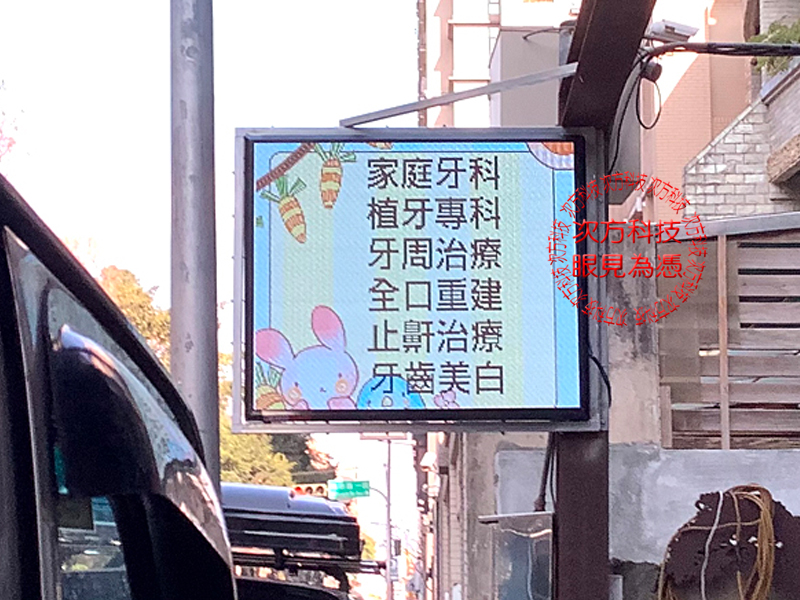 家庭牙科
植牙專科
牙周治療
全口重建
止鼾治療
牙齒美白
次方科技
眼見為憑